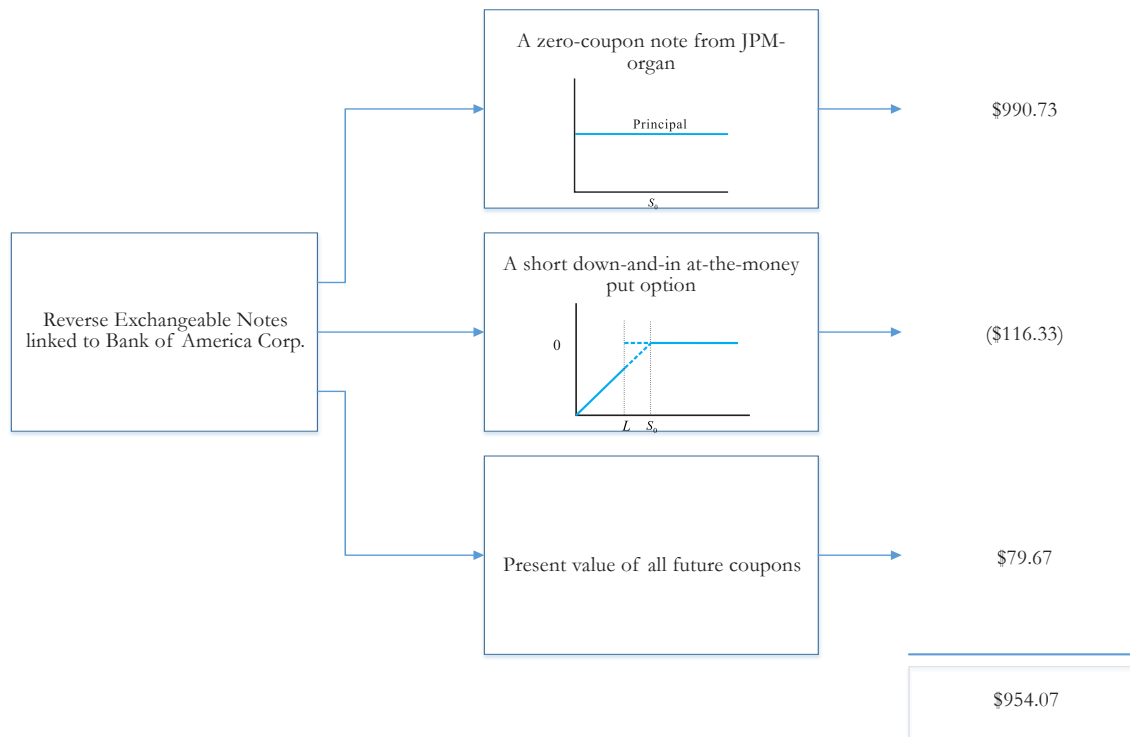 A zero-coupon note from JPM-
organ
Principal
S₀
$990.73
Reverse Exchangeable Notes
linked to Bank of America Corp.
A short down-and-in at-the-money
put option
0
L S₀
($116.33)
Present value of all future coupons
$79.67
$954.07